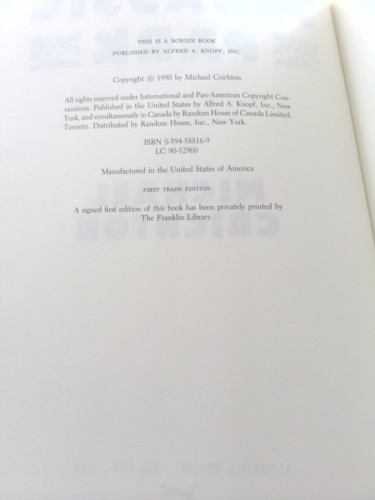 THIS IS A BORZOI BOOK
PUBLISHED BY ALFRED A. KNOPF, INC.
Copyright © 1990 by Michael Crichton
All rights reserved under International and Pan-American Copyright Con-
ventions. Published in the United States by Alfred A. Knopf, Inc., New
York, and simultaneously in Canada by Random House of Canada Limited,
Toronto. Distributed by Random House, Inc., New York.
ISBN 0-394-58816-9
LC 90-52960
Manufactured in the United States of America
FIRST TRADE EDITION
A signed first edition of this book has been privately printed by
The Franklin Library.
MICHAEL
CRICHTON